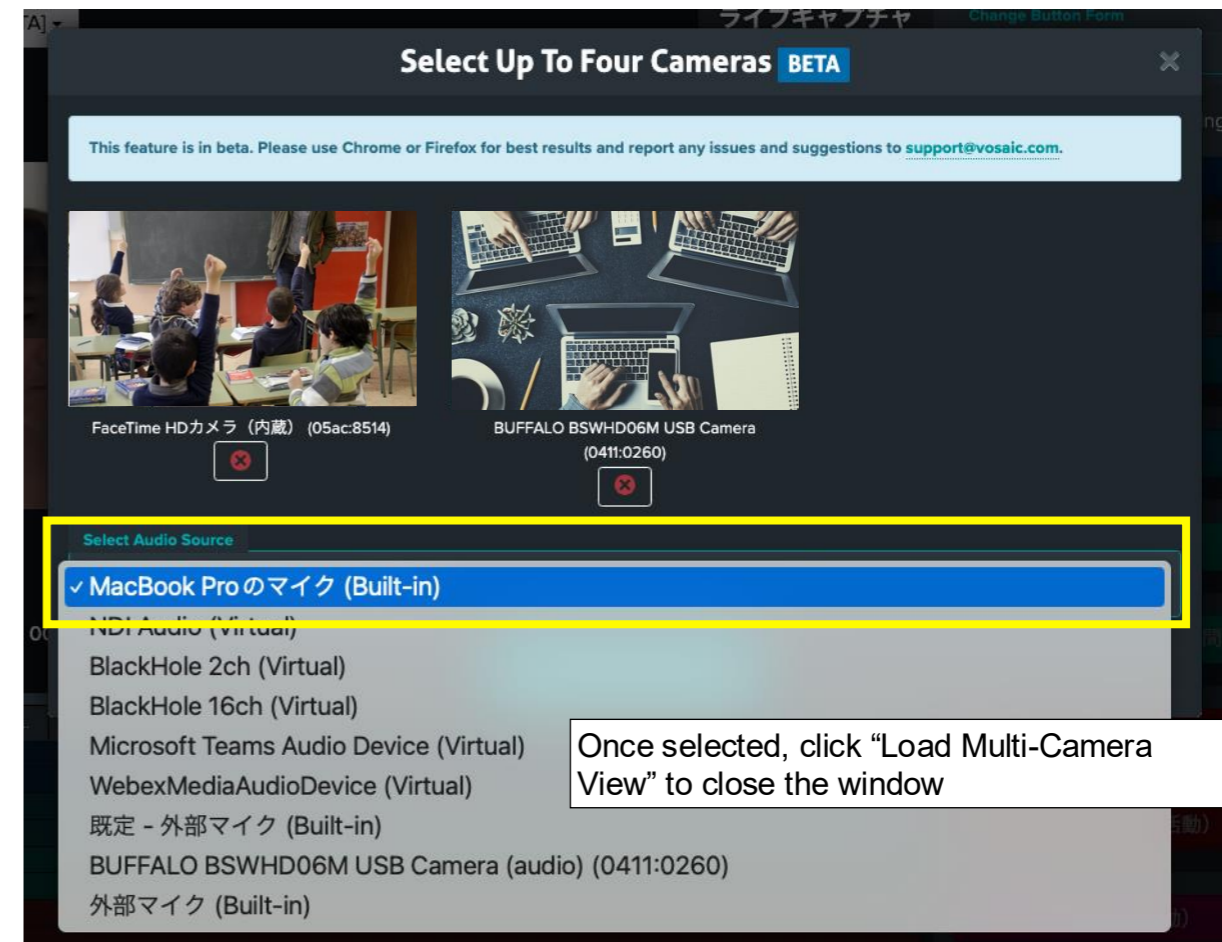 TA]
ライブキャプチャ
Change Button Form
Select Up To Four Cameras BETA
This feature is in beta. Please use Chrome or Firefox for best results and report any issues and suggestions to support@vosaic.com.
FaceTime HDカメラ（内蔵） (05ac:8514)
BUFFALO BSWHD06M USB Camera
(0411:0260)
Select Audio Source
✓ MacBook Proのマイク (Built-in)
NDI Audio (Virtual)
BlackHole 2ch (Virtual)
BlackHole 16ch (Virtual)
Microsoft Teams Audio Device (Virtual)
WebexMediaAudioDevice (Virtual)
既定 - 外部マイク (Built-in)
BUFFALO BSWHD06M USB Camera (audio) (0411:0260)
外部マイク (Built-in)
Once selected, click “Load Multi-Camera
View” to close the window